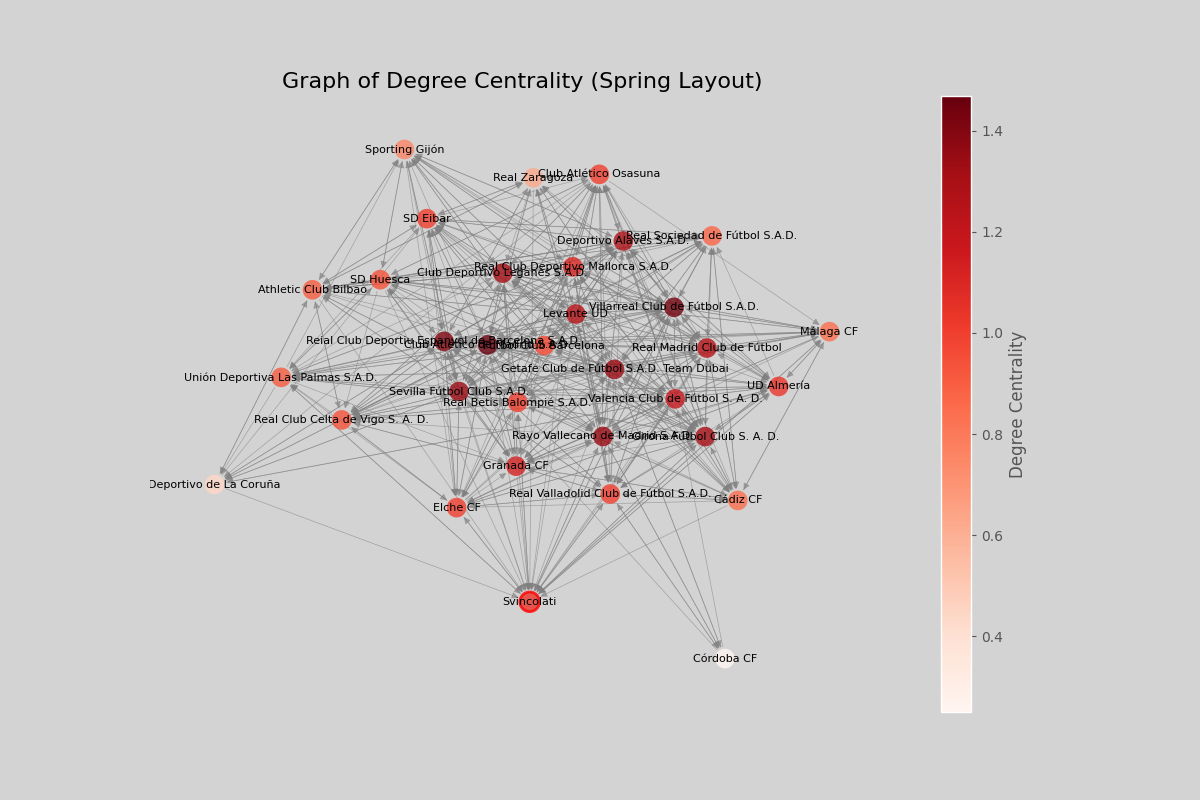 Graph of Degree Centrality (Spring Layout)
Sporting Gijón
Real Zaragoza
Club Atlético Osasuna
SD Eibar
Deportivo Alavés S.A.D.
Real Sociedad de Fútbol S.A.D.
Real Club Deportivo Mallorca S.A.D.
Club Deportivo Leganés S.A.D.
SD Huesca
Athletic Club Bilbao
Villarreal Club de Fútbol S.A.D.
Levante UD
Málaga CF
Reial Club Deportiu Espanyol de Barcelona S.A.D.
Club Atlético de
Barcelona
Real Madrid Club de Fútbol
Getafe Club de Fútbol S.A.D. Team Dubai
Unión Deportiva Las Palmas S.A.D.
UD Almería
Sevilla Fútbol Club S.A.D.
Real Betis Balompié S.A.D.
Valencia Club de Fútbol S. A. D.
Real Club Celta de Vigo S. A. D.
Rayo Vallecano de Madrid S.A.D.
Girona Fútbol Club S. A. D.
Granada CF
Deportivo de La Coruña
Real Valladolid Club de Fútbol S.A.D.
Cádiz CF
Elche CF
Svincolati
Córdoba CF
1.4
1.2
1.0
0.8
0.6
0.4
Degree Centrality